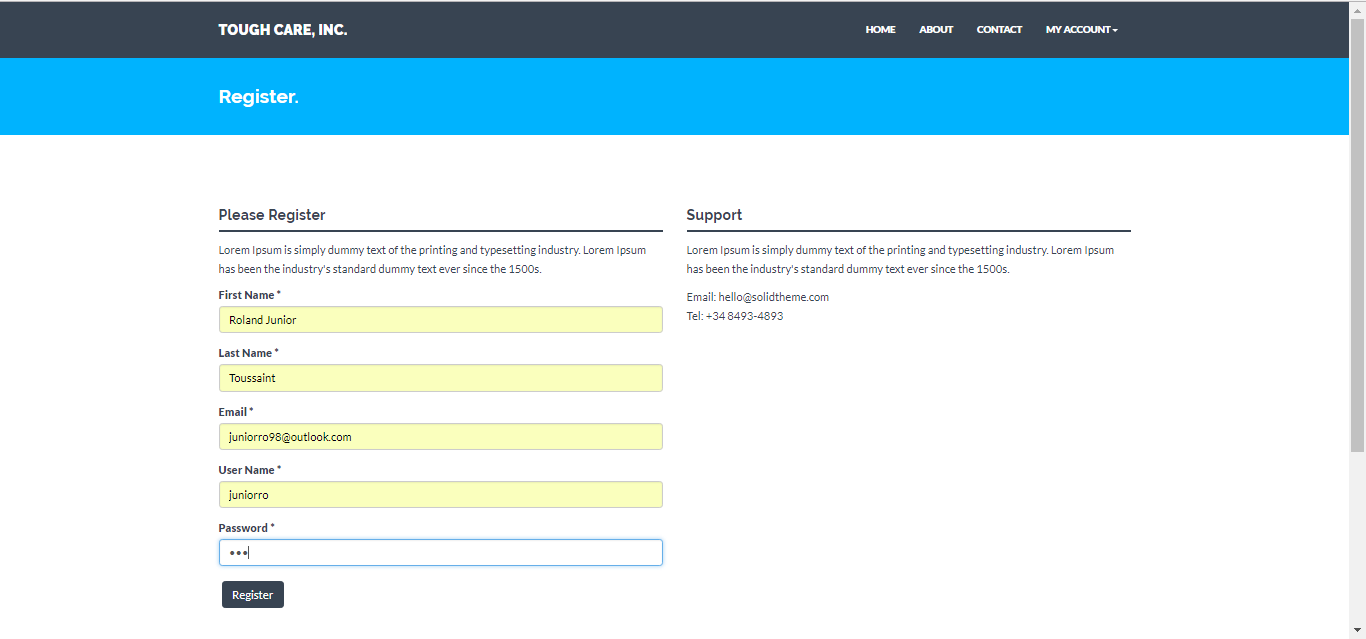 TOUGH CARE, INC.
HOME ABOUT CONTACT MY ACCOUNT
Register.
Please Register
Lorem Ipsum is simply dummy text of the printing and typesetting industry. Lorem Ipsum
has been the industry's standard dummy text ever since the 1500s.
First Name *
Roland Junior
Last Name *
Toussaint
Email *
juniorro98@outlook.com
User Name *
juniorro
Password *
•••
Register
Support
Lorem Ipsum is simply dummy text of the printing and typesetting industry. Lorem Ipsum
has been the industry's standard dummy text ever since the 1500s.
Email: hello@solidtheme.com
Tel: +34 8493-4893